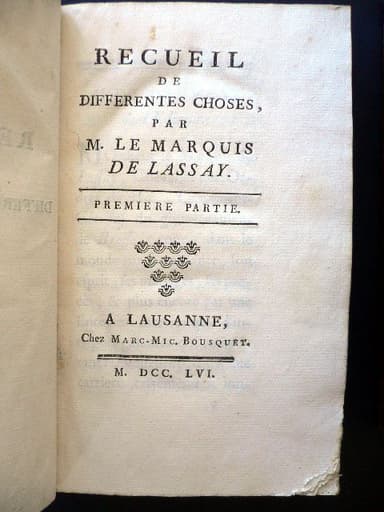 RECUEIL
DE
DIFFERENTES CHOSES,
PAR
M. LE MARQUIS
DE LASSAY.
PREMIERE PARTIE.
A LAUSANNE,
Chez MARC-MIC. BOUSQUET.
M. DCC. LVI.